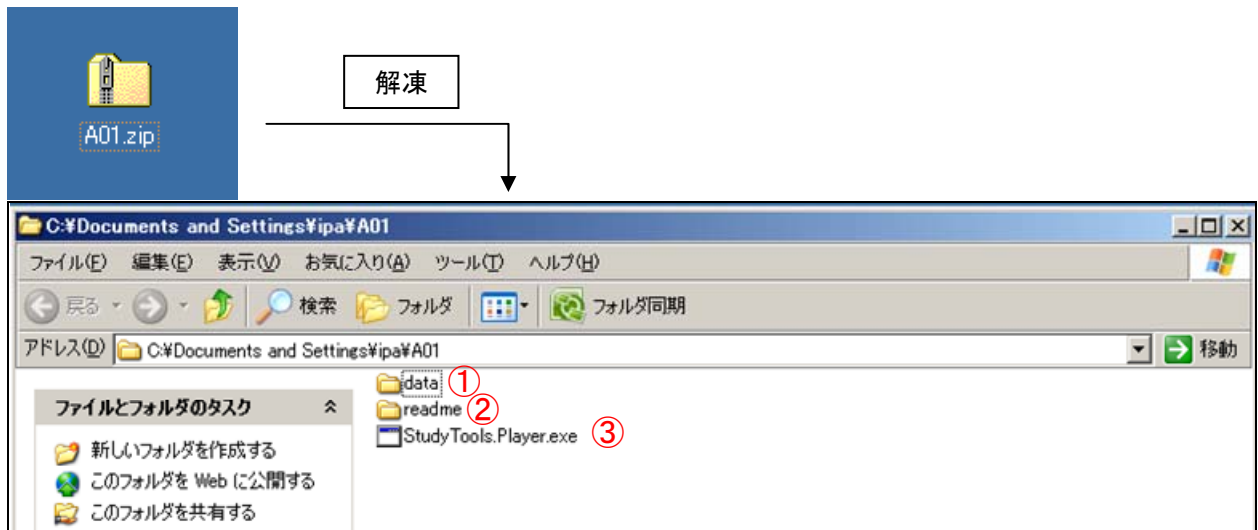 解凍
A01.zip
C:¥Documents and Settings¥ipa¥A01
ファイル(F) 編集(E) 表示(V) お気に入り(A) ツール(T) ヘルプ(H)
戻る 検索 フォルダ フォルダ同期
アドレス(D) C:¥Documents and Settings¥ipa¥A01 移動
data ①
ファイルとフォルダのタスク
readme ②
StudyTools.Player.exe ③
新しいフォルダを作成する
このフォルダを Web に公開する
このフォルダを共有する